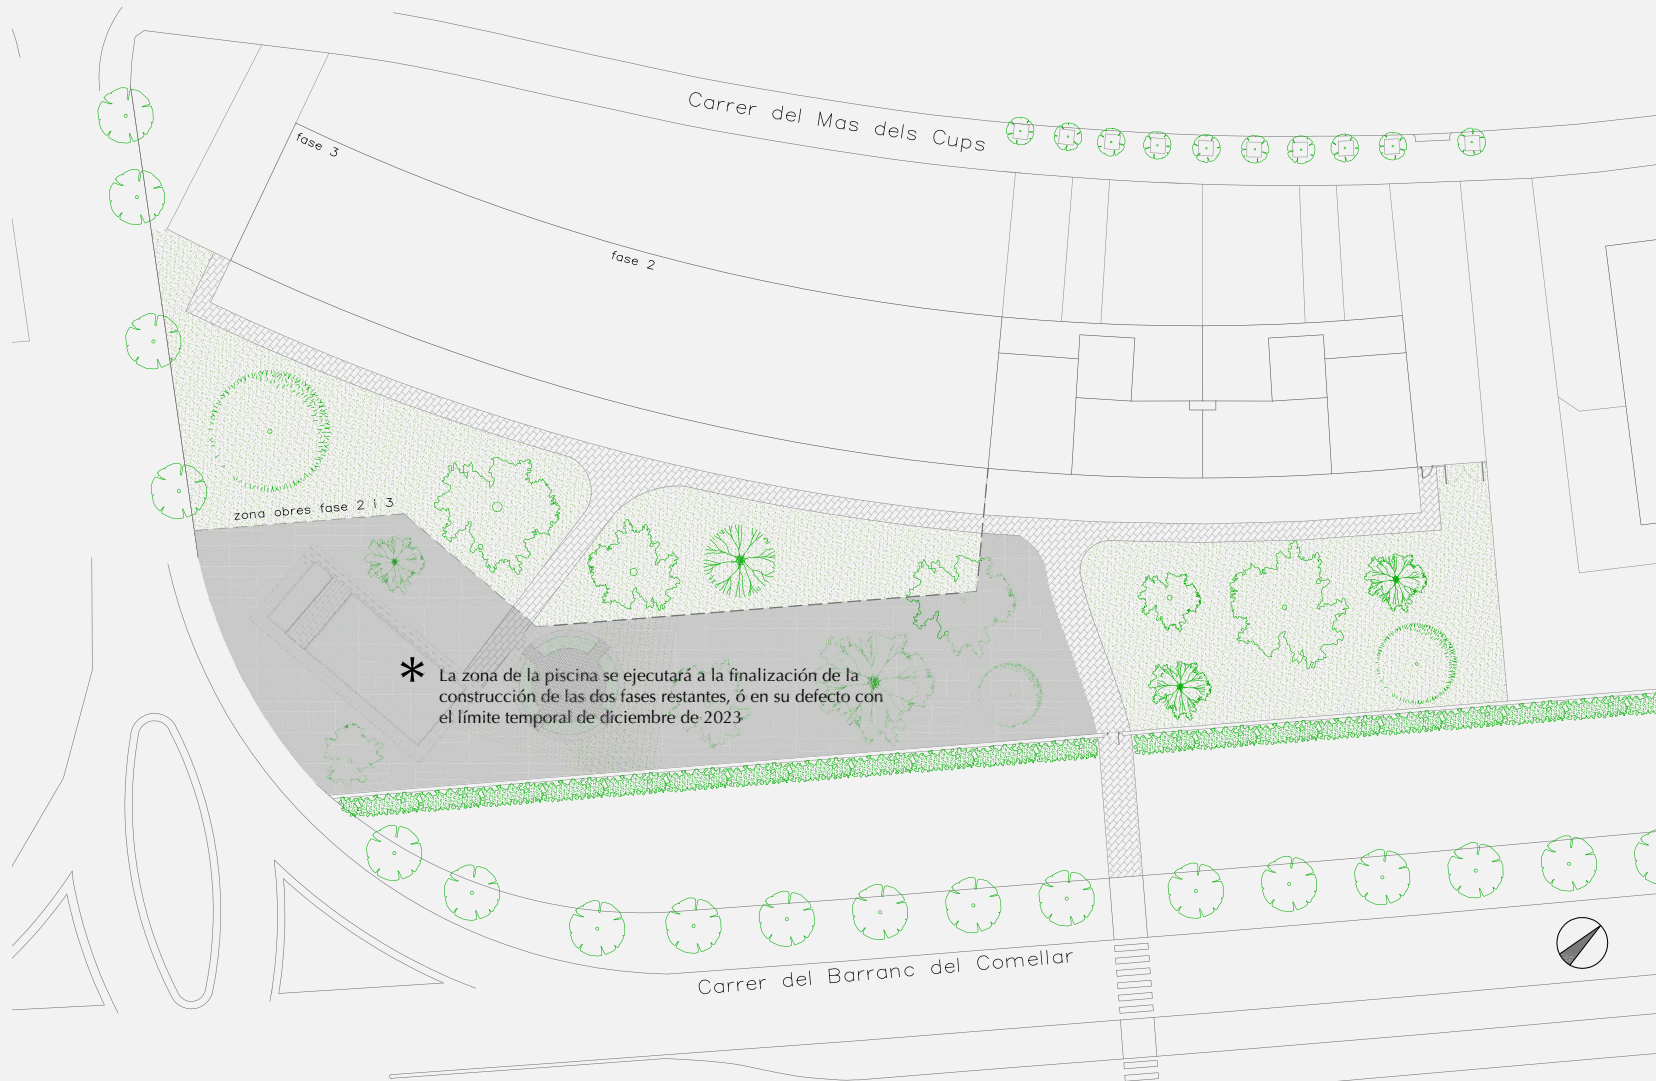 Carrer del Mas dels Cups
fase 3
fase 2
zona obres fase 2 i 3
* La zona de la piscina se ejecutará a la finalización de la
construcción de las dos fases restantes, ó en su defecto con
el límite temporal de diciembre de 2023
Carrer del Barranc del Comellar